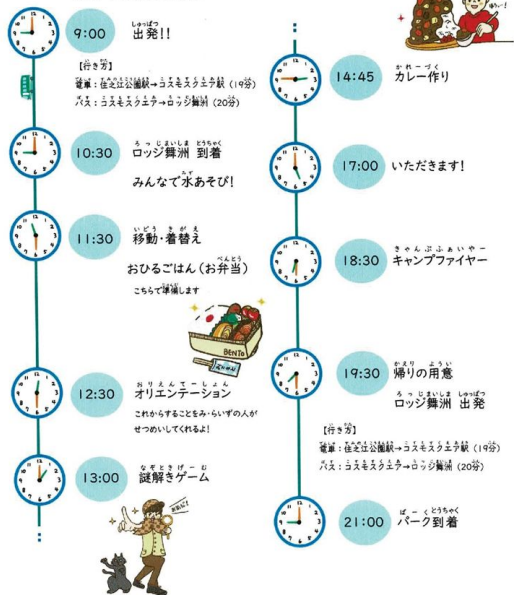 9:00 出発!!
【行き方】
電車：住之江公園駅→コスモスクエア駅（19分）
バス：コスモスクエア→ロッジ舞洲（20分）
10:30 ロッジ舞洲 到着
みんなで水あそび！
11:30 移動・着替え
おひるごはん（お弁当）
こちらで準備します
BENTO
12:30 オリエンテーション
これからすることをみ・らいずの人が
せつめいしてくれるよ！
13:00 謎解きゲーム
14:45 カレー作り
17:00 いただきます！
18:30 キャンプファイヤー
19:30 帰りの用意
ロッジ舞洲 出発
【行き方】
電車：住之江公園駅→コスモスクエア駅（19分）
バス：コスモスクエア→ロッジ舞洲（20分）
21:00 パーク到着